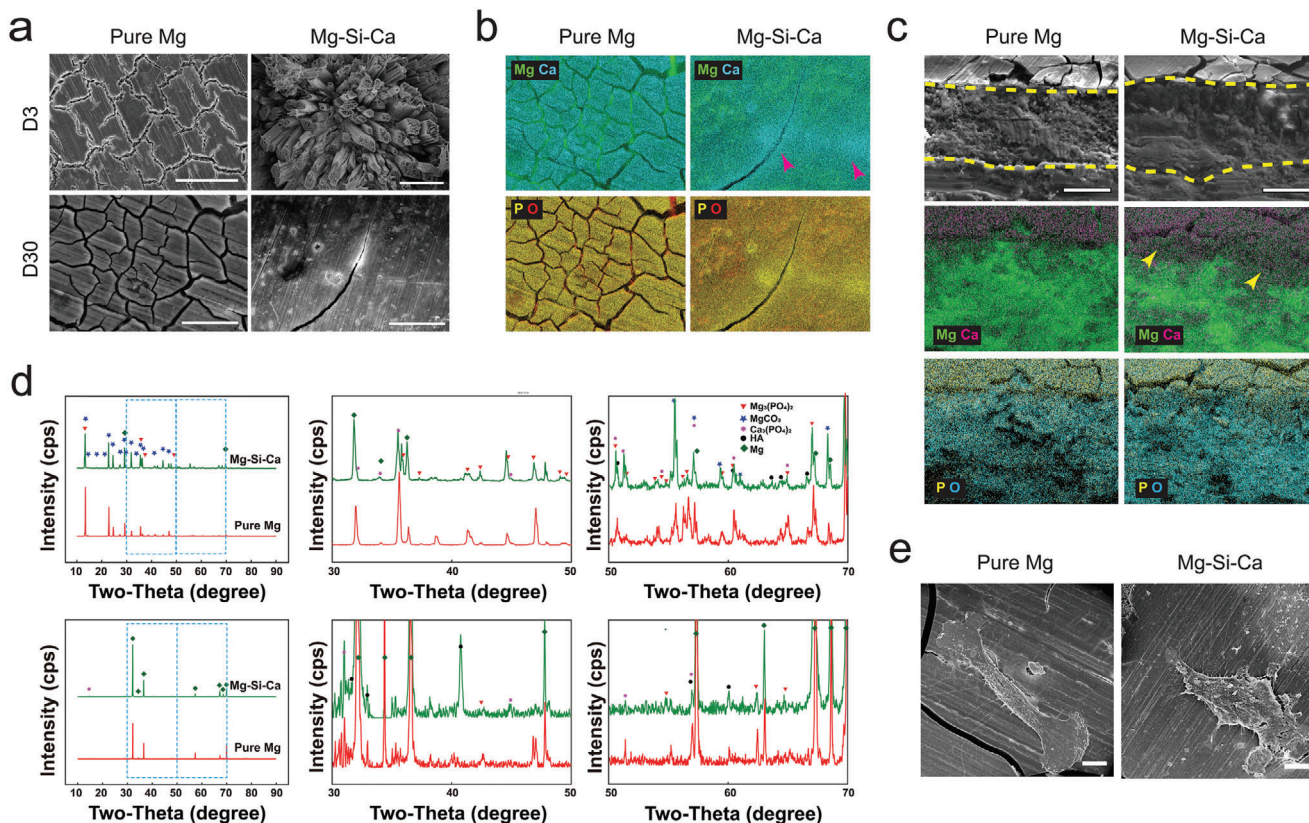 a
Pure Mg
Mg-Si-Ca
D3
D30
b
Pure Mg
Mg-Si-Ca
Mg Ca
Mg Ca
P O
P O
c
Pure Mg
Mg-Si-Ca
Mg Ca
Mg Ca
P O
P O
d
Intensity (cps)
Mg-Si-Ca
Pure Mg
10 20 30 40 50 60 70 80 90
Two-Theta (degree)
Intensity (cps)
30 40 50
Two-Theta (degree)
Intensity (cps)
Mg₃(PO₄)₂
MgCO₃
Ca₃(PO₄)₂
HA
Mg
50 60 70
Two-Theta (degree)
Intensity (cps)
Mg-Si-Ca
Pure Mg
10 20 30 40 50 60 70 80 90
Two-Theta (degree)
Intensity (cps)
30 40 50
Two-Theta (degree)
Intensity (cps)
50 60 70
Two-Theta (degree)
e
Pure Mg
Mg-Si-Ca